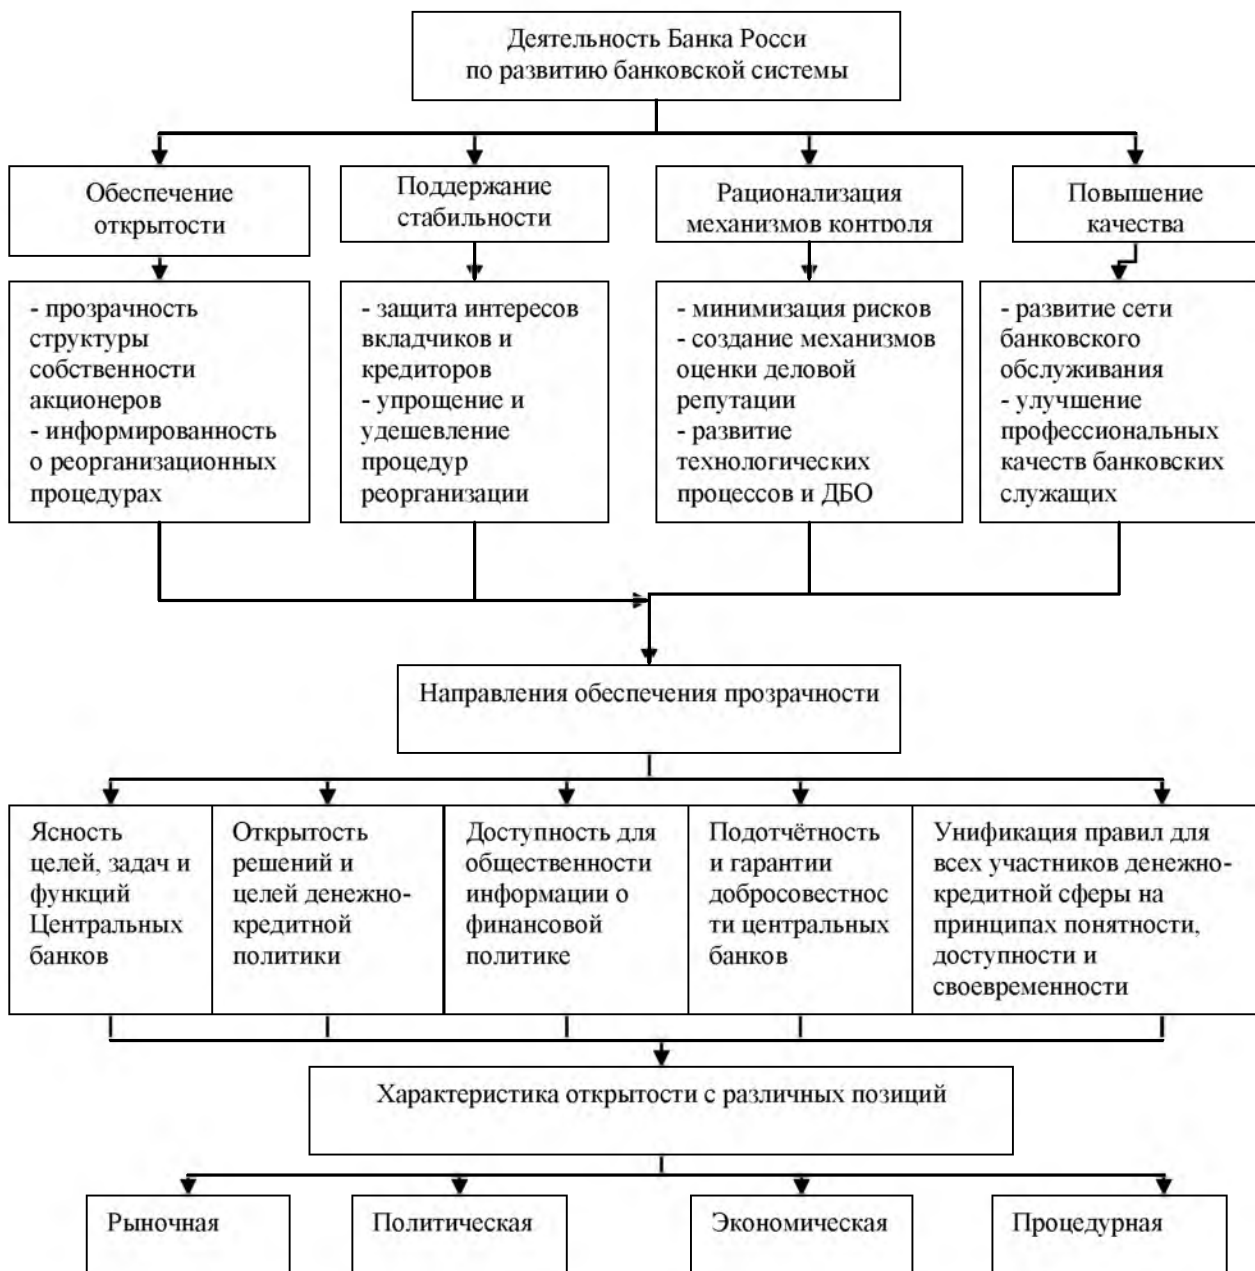 Деятельность Банка Росси
по развитию банковской системы
Обеспечение
открытости
Поддержание
стабильности
Рационализация
механизмов контроля
Повышение
качества
- прозрачность
структуры
собственности
акционеров
- информированность
о реорганизационных
процедурах
- защита интересов
вкладчиков и
кредиторов
- упрощение и
удешевление
процедур
реорганизации
- минимизация рисков
- создание механизмов
оценки деловой
репутации
- развитие
технологических
процессов и ДБО
- развитие сети
банковского
обслуживания
- улучшение
профессиональных
качеств банковских
служащих
Направления обеспечения прозрачности
Ясность
целей, задач и
функций
Центральных
банков
Открытость
решений и
целей денежно-
кредитной
политики
Доступность для
общественности
информации о
финансовой
политике
Подотчётность
и гарантии
добросовестнос
ти центральных
банков
Унификация правил для
всех участников денежно-
кредитной сферы на
принципах понятности,
доступности и
своевременности
Характеристика открытости с различных позиций
Рыночная
Политическая
Экономическая
Процедурная